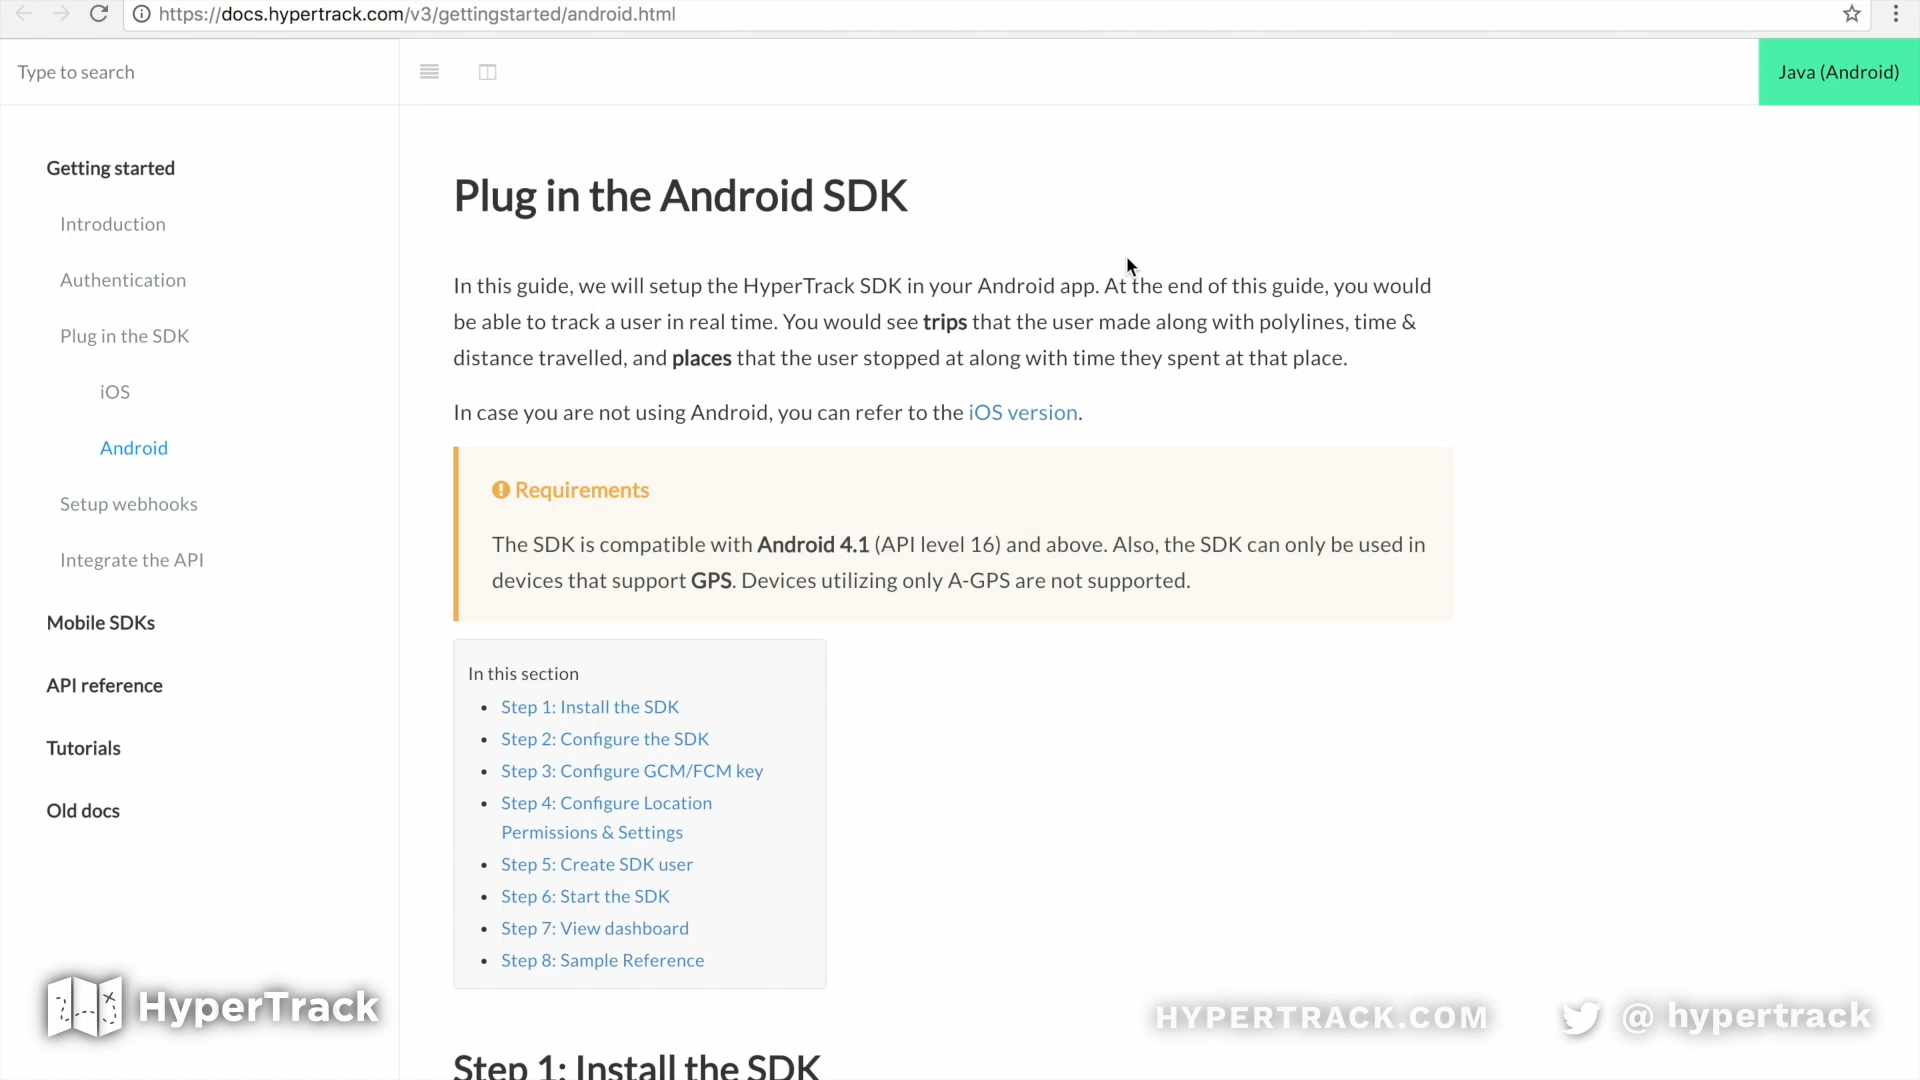 https://docs.hypertrack.com/v3/gettingstarted/android.html
Type to search
Java (Android)
Getting started
Introduction
Authentication
Plug in the SDK
iOS
Android
Setup webhooks
Integrate the API
Mobile SDKs
API reference
Tutorials
Old docs
Plug in the Android SDK
In this guide, we will setup the HyperTrack SDK in your Android app. At the end of this guide, you would
be able to track a user in real time. You would see trips that the user made along with polylines, time &
distance travelled, and places that the user stopped at along with time they spent at that place.
In case you are not using Android, you can refer to the iOS version.
Requirements
The SDK is compatible with Android 4.1 (API level 16) and above. Also, the SDK can only be used in
devices that support GPS. Devices utilizing only A-GPS are not supported.
In this section
• Step 1: Install the SDK
• Step 2: Configure the SDK
• Step 3: Configure GCM/FCM key
• Step 4: Configure Location
Permissions & Settings
• Step 5: Create SDK user
• Step 6: Start the SDK
• Step 7: View dashboard
• Step 8: Sample Reference
Step 1: Install the SDK
HyperTrack
HYPERTRACK.COM
@ hypertrack